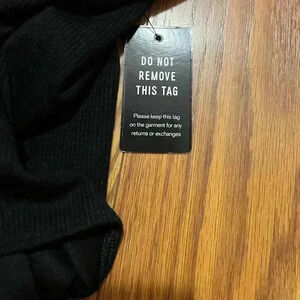 DO NOT
REMOVE
THIS TAG
Please keep this tag
on the garment for any
returns or exchanges